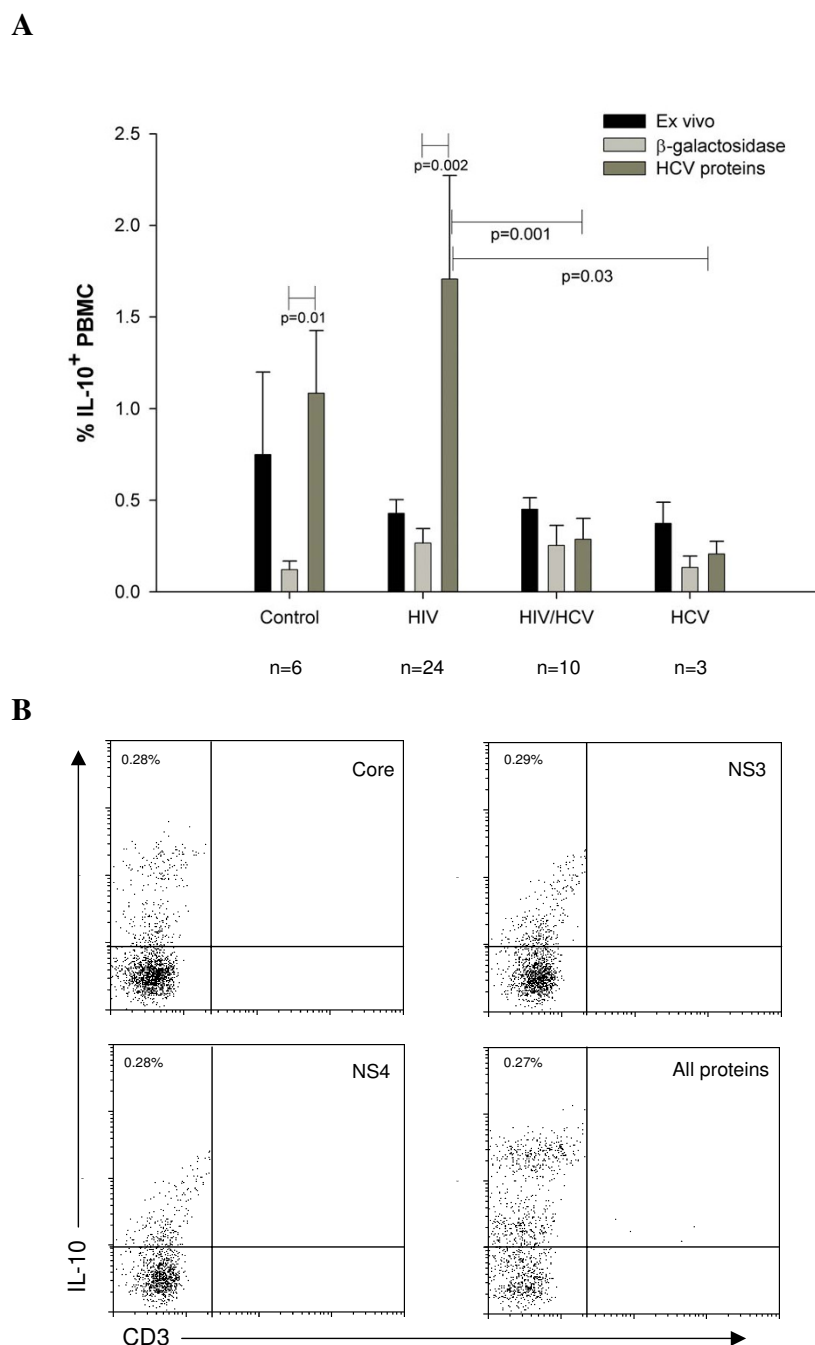 A
2.5
2.0
1.5
1.0
0.5
0.0
% IL-10+ PBMC
Ex vivo
β-galactosidase
HCV proteins
p=0.002
p=0.001
p=0.03
p=0.01
Control HIV HIV/HCV HCV
n=6 n=24 n=10 n=3
B
0.28% Core
0.29% NS3
0.28% NS4
0.27% All proteins
IL-10
CD3